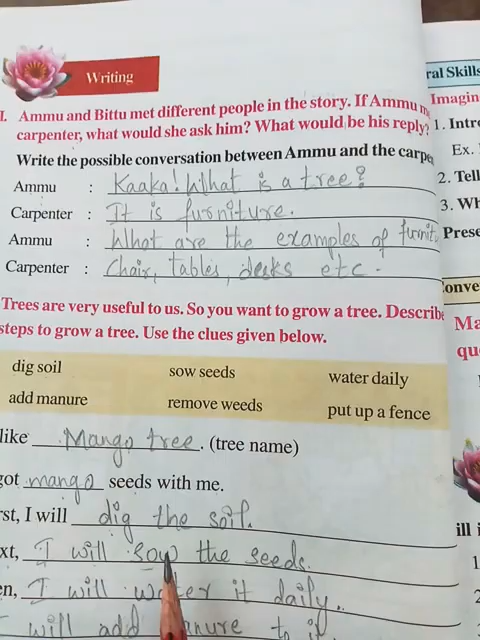 Writing
I. Ammu and Bittu met different people in the story. If Ammu m
carpenter, what would she ask him? What would be his reply?
Write the possible conversation between Ammu and the carpe
Ammu : Kaaka! What is a tree?
Carpenter : It is furniture.
Ammu : What are the examples of furnit
Carpenter : Chair, tables, desks etc.
Trees are very useful to us. So you want to grow a tree. Describe
steps to grow a tree. Use the clues given below.
dig soil sow seeds water daily
add manure remove weeds put up a fence
like Mango tree. (tree name)
got mango seeds with me.
rst, I will dig the soil.
xt, I will sow the seeds.
en, I will water it daily.
will add to it
ral Skills
Imagin
1. Intro
Ex.
2. Tell
3. Wh
Prese
Conve
Ma
qu
ill i
1
2